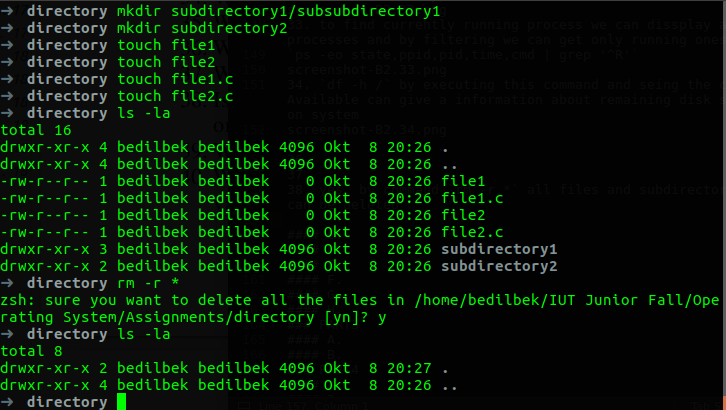 ➜  directory mkdir subdirectory1/subsubdirectory1
➜  directory mkdir subdirectory2
➜  directory touch file1
➜  directory touch file2
➜  directory touch file1.c
➜  directory touch file2.c
➜  directory ls -la
total 16
drwxr-xr-x 4 bedilbek bedilbek 4096 Okt  8 20:26 .
drwxr-xr-x 4 bedilbek bedilbek 4096 Okt  8 20:26 ..
-rw-r--r-- 1 bedilbek bedilbek    0 Okt  8 20:26 file1
-rw-r--r-- 1 bedilbek bedilbek    0 Okt  8 20:26 file1.c
-rw-r--r-- 1 bedilbek bedilbek    0 Okt  8 20:26 file2
-rw-r--r-- 1 bedilbek bedilbek    0 Okt  8 20:26 file2.c
drwxr-xr-x 3 bedilbek bedilbek 4096 Okt  8 20:26 subdirectory1
drwxr-xr-x 2 bedilbek bedilbek 4096 Okt  8 20:26 subdirectory2
➜  directory rm -r *
zsh: sure you want to delete all the files in /home/bedilbek/IUT Junior Fall/Ope
rating System/Assignments/directory [yn]? y
➜  directory ls -la
total 8
drwxr-xr-x 2 bedilbek bedilbek 4096 Okt  8 20:27 .
drwxr-xr-x 4 bedilbek bedilbek 4096 Okt  8 20:26 ..
➜  directory